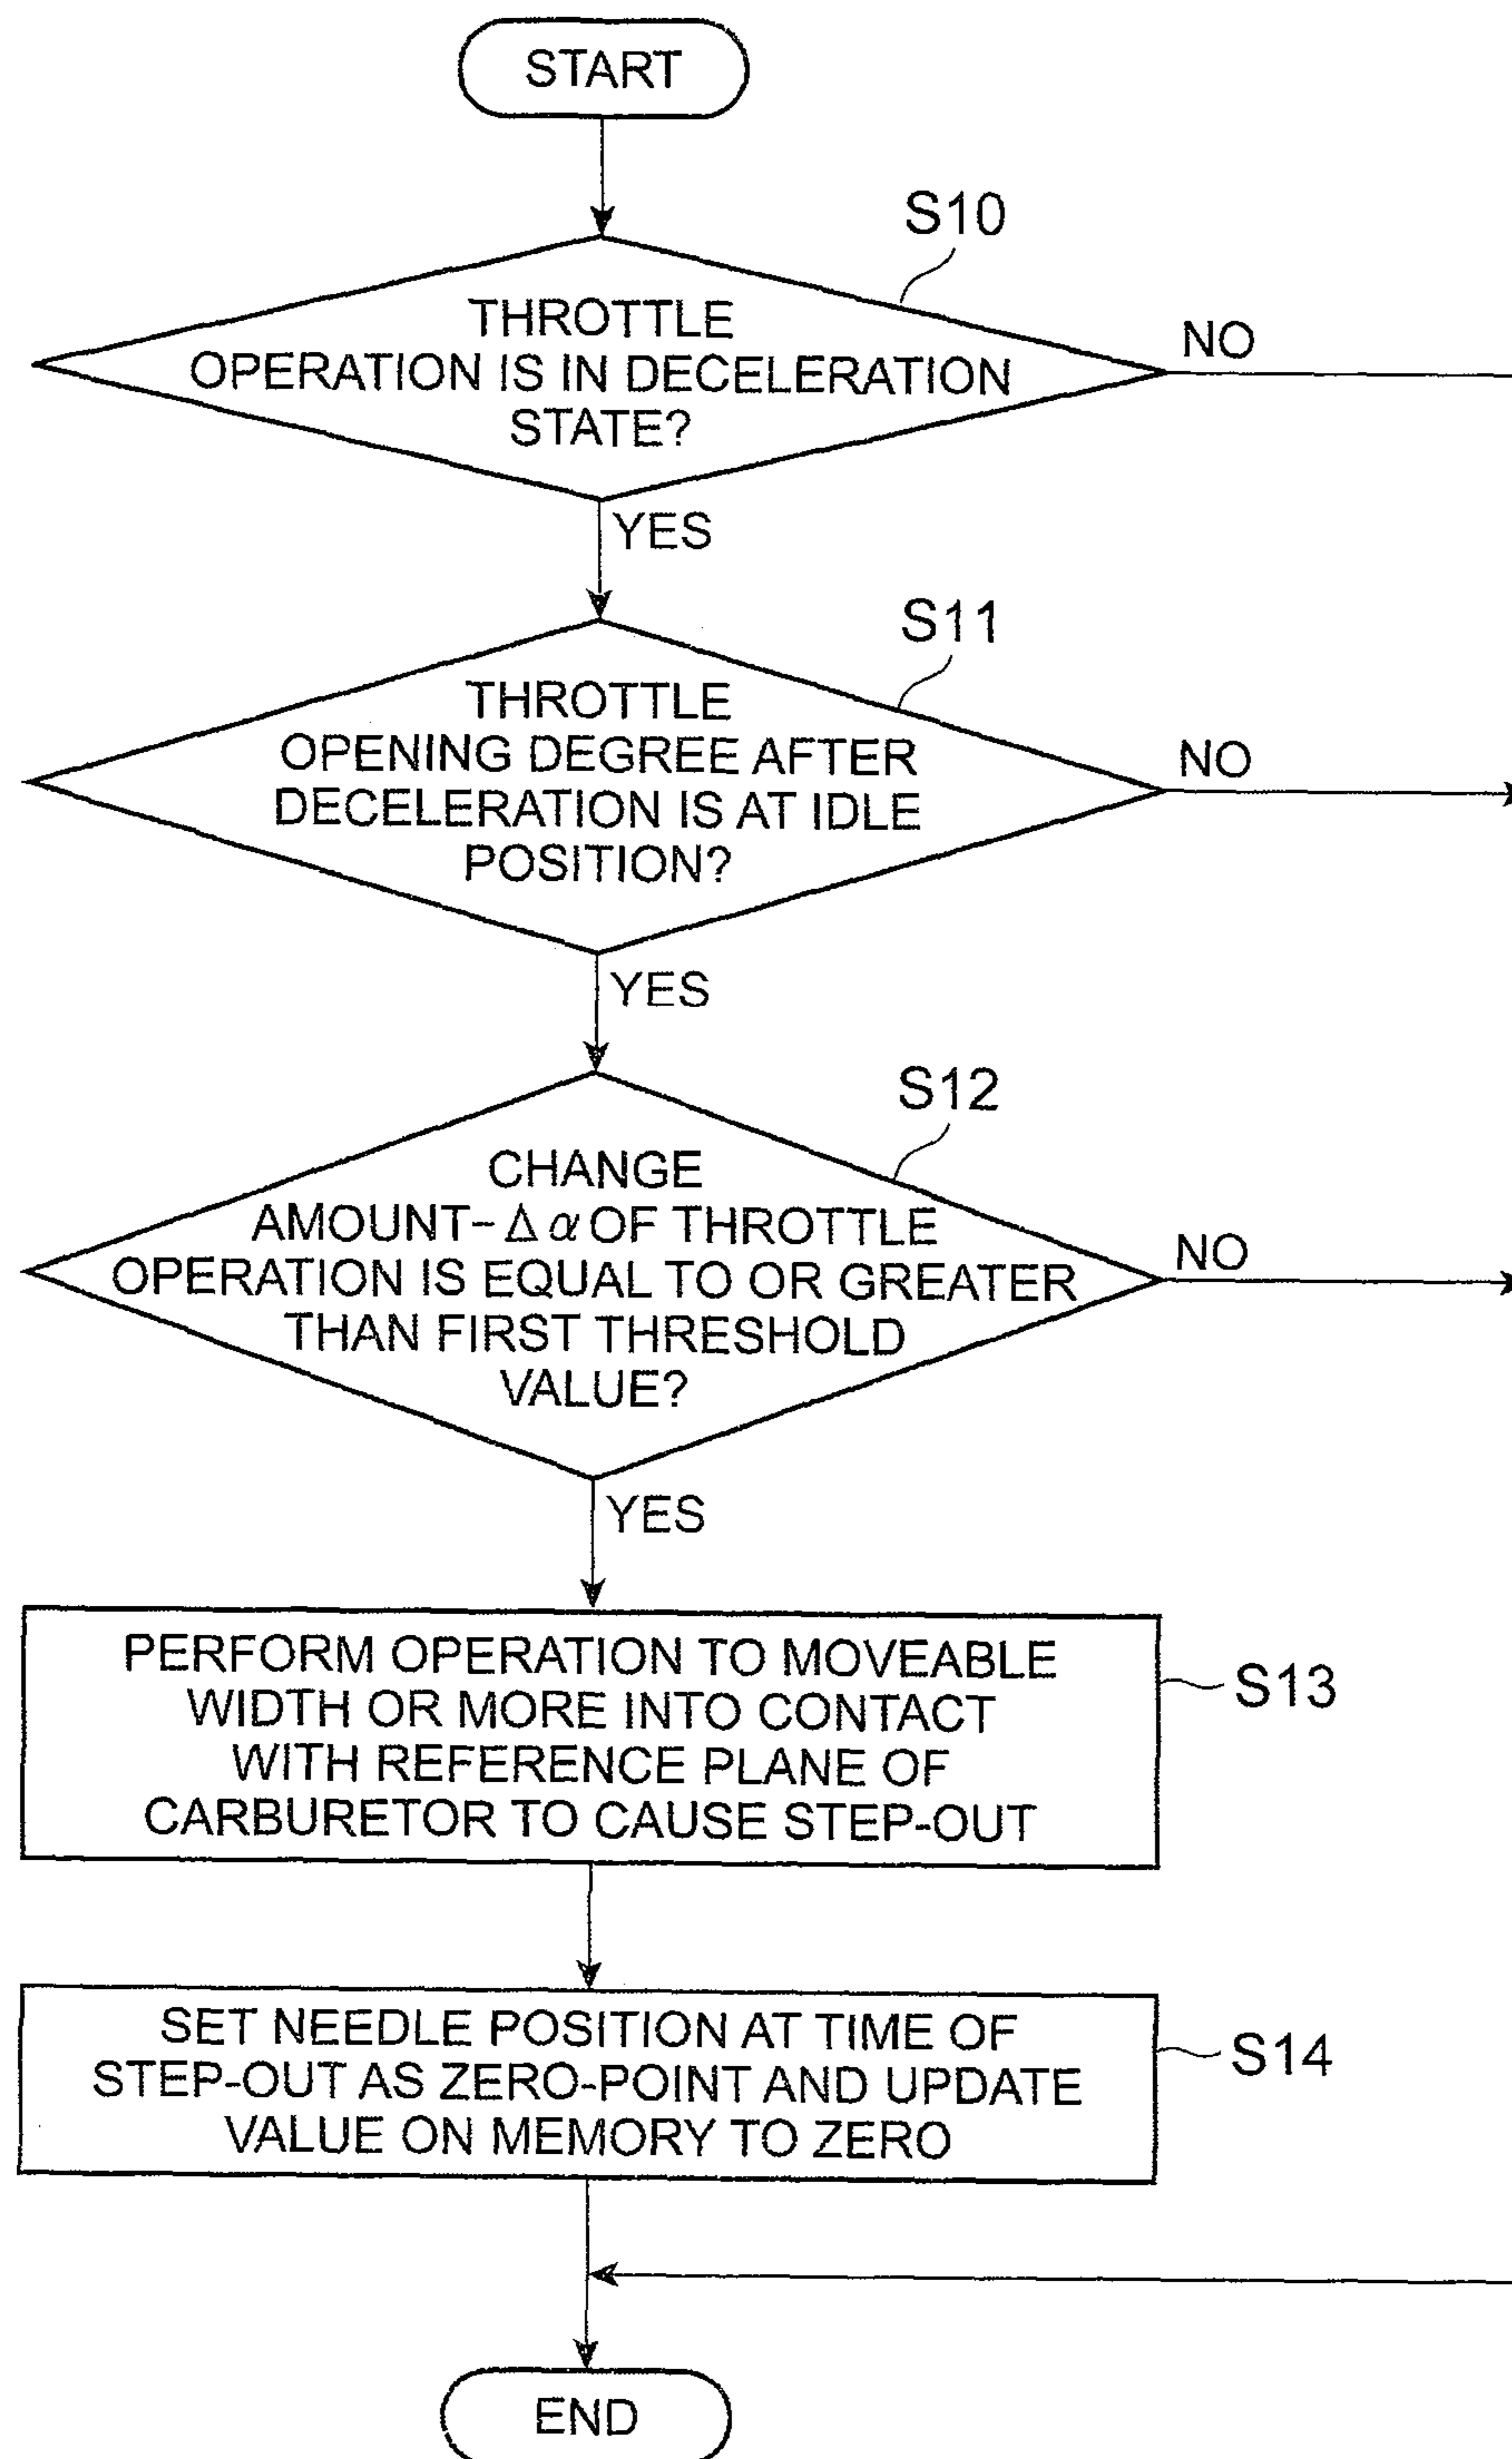 START
S10
THROTTLE
OPERATION IS IN DECELERATION
STATE?
NO
YES
S11
THROTTLE
OPENING DEGREE AFTER
DECELERATION IS AT IDLE
POSITION?
NO
YES
S12
CHANGE
AMOUNT-Δα OF THROTTLE
OPERATION IS EQUAL TO OR GREATER
THAN FIRST THRESHOLD
VALUE?
NO
YES
PERFORM OPERATION TO MOVEABLE
WIDTH OR MORE INTO CONTACT
WITH REFERENCE PLANE OF
CARBURETOR TO CAUSE STEP-OUT
S13
SET NEEDLE POSITION AT TIME OF
STEP-OUT AS ZERO-POINT AND UPDATE
VALUE ON MEMORY TO ZERO
S14
END